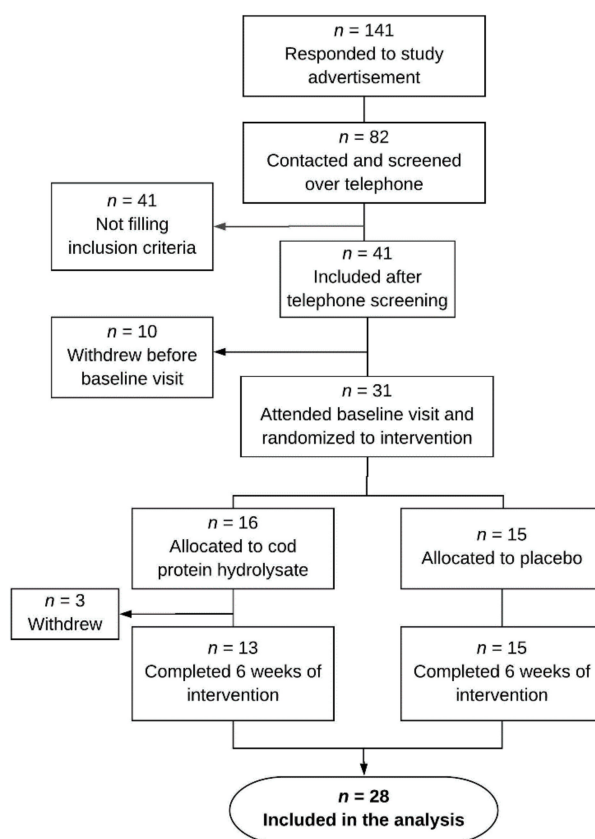 n = 141
Responded to study
advertisement
n = 82
Contacted and screened
over telephone
n = 41
Not filling
inclusion criteria
n = 41
Included after
telephone screening
n = 10
Withdrew before
baseline visit
n = 31
Attended baseline visit and
randomized to intervention
n = 16
Allocated to cod
protein hydrolysate
n = 15
Allocated to placebo
n = 3
Withdrew
n = 13
Completed 6 weeks of
intervention
n = 15
Completed 6 weeks of
intervention
n = 28
Included in the analysis